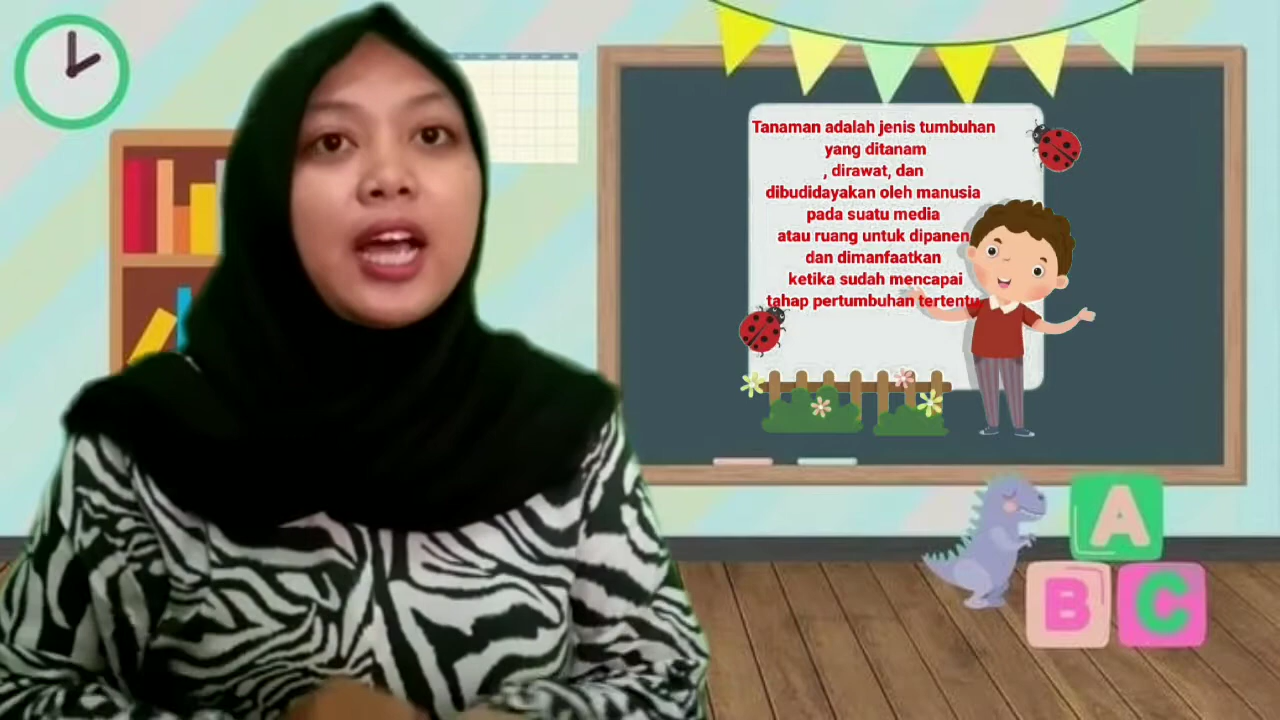 Tanaman adalah jenis tumbuhan
yang ditanam
, dirawat, dan
dibudidayakan oleh manusia
pada suatu media
atau ruang untuk dipanen
dan dimanfaatkan
ketika sudah mencapai
tahap pertumbuhan tertentu
A
B C